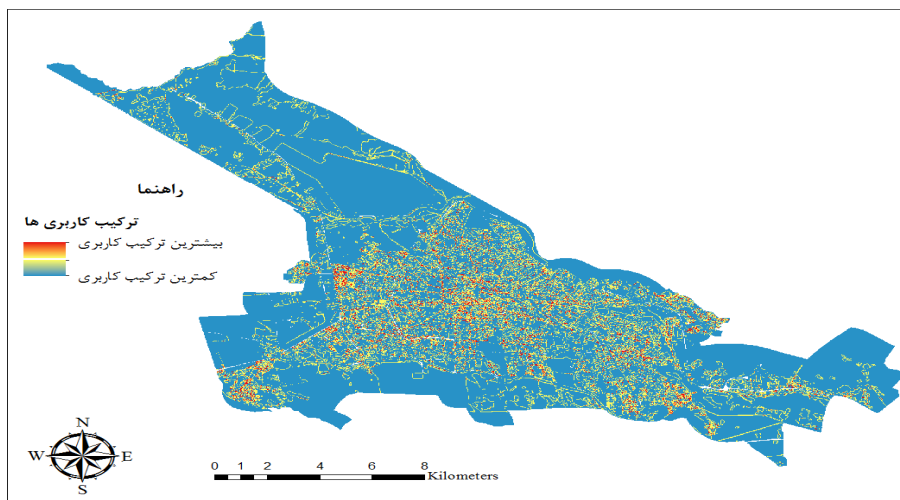 راهنما
ترکیب کاربری ها
بیشترین ترکیب کاربری
کمترین ترکیب کاربری
N
W E
S
0 1 2 4 6 8
Kilometers